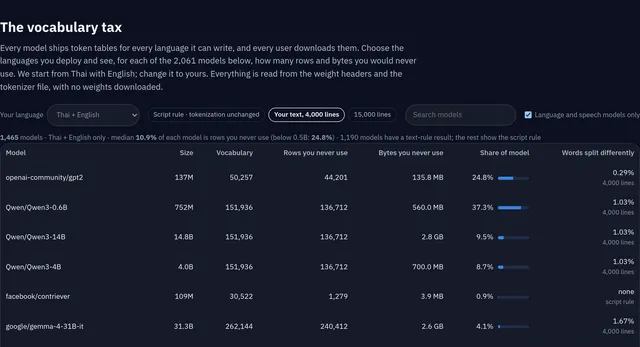 The vocabulary tax
Every model ships token tables for every language it can write, and every user downloads them. Choose the
languages you deploy and see, for each of the 2,061 models below, how many rows and bytes you would never
use. We start from Thai with English; change it to yours. Everything is read from the weight headers and the
tokenizer file, with no weights downloaded.
Your language Thai + English Script rule · tokenization unchanged Your text, 4,000 lines 15,000 lines Search models Language and speech models only
1,465 models · Thai + English only · median 10.9% of each model is rows you never use (below 0.5B: 24.8%) · 1,190 models have a text-rule result; the rest show the script rule
Model Size Vocabulary Rows you never use Bytes you never use Share of model Words split differently
openai-community/gpt2 137M 50,257 44,201 135.8 MB 24.8% 0.29%
4,000 lines
Qwen/Qwen3-0.6B 752M 151,936 136,712 560.0 MB 37.3% 1.03%
4,000 lines
Qwen/Qwen3-14B 14.8B 151,936 136,712 2.8 GB 9.5% 1.03%
4,000 lines
Qwen/Qwen3-4B 4.0B 151,936 136,712 700.0 MB 8.7% 1.03%
4,000 lines
facebook/contriever 109M 30,522 1,279 3.9 MB 0.9% none
script rule
google/gemma-4-31B-it 31.3B 262,144 240,412 2.6 GB 4.1% 1.67%
4,000 lines